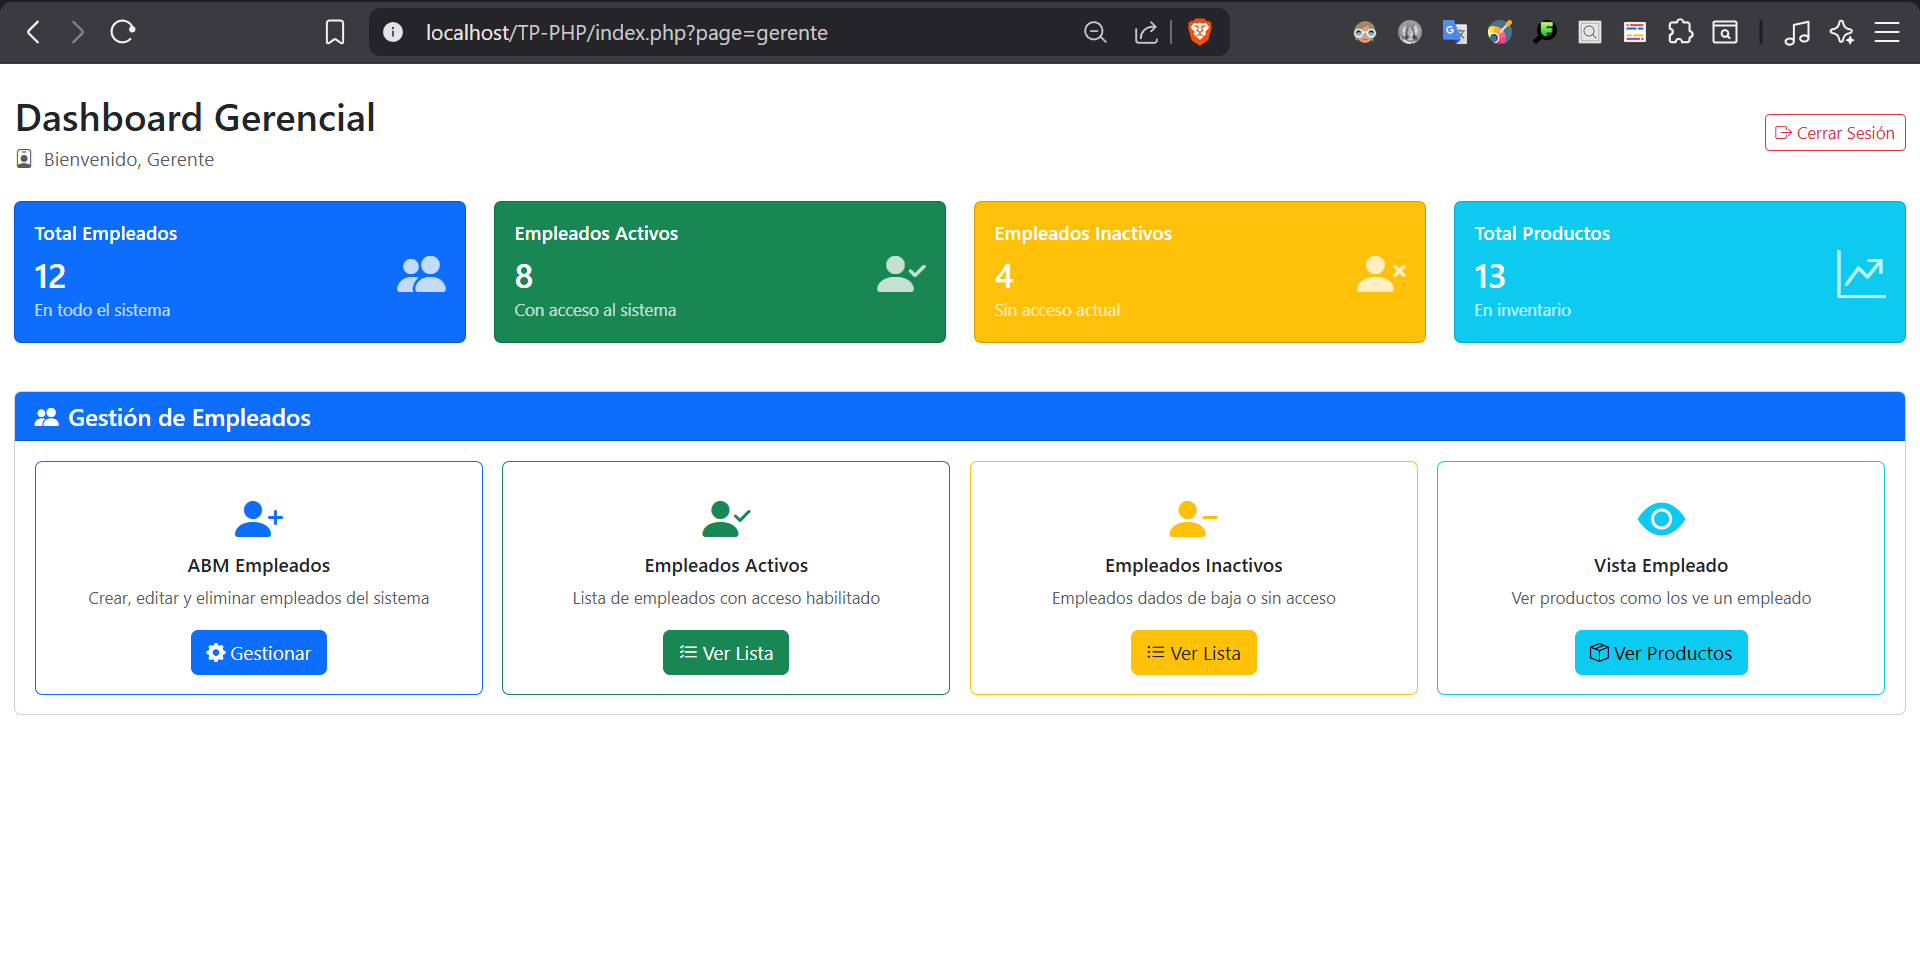 localhost/TP-PHP/index.php?page=gerente
Dashboard Gerencial
Bienvenido, Gerente
Cerrar Sesión
Total Empleados
12
En todo el sistema
Empleados Activos
8
Con acceso al sistema
Empleados Inactivos
4
Sin acceso actual
Total Productos
13
En inventario
Gestión de Empleados
ABM Empleados
Crear, editar y eliminar empleados del sistema
Gestionar
Empleados Activos
Lista de empleados con acceso habilitado
Ver Lista
Empleados Inactivos
Empleados dados de baja o sin acceso
Ver Lista
Vista Empleado
Ver productos como los ve un empleado
Ver Productos